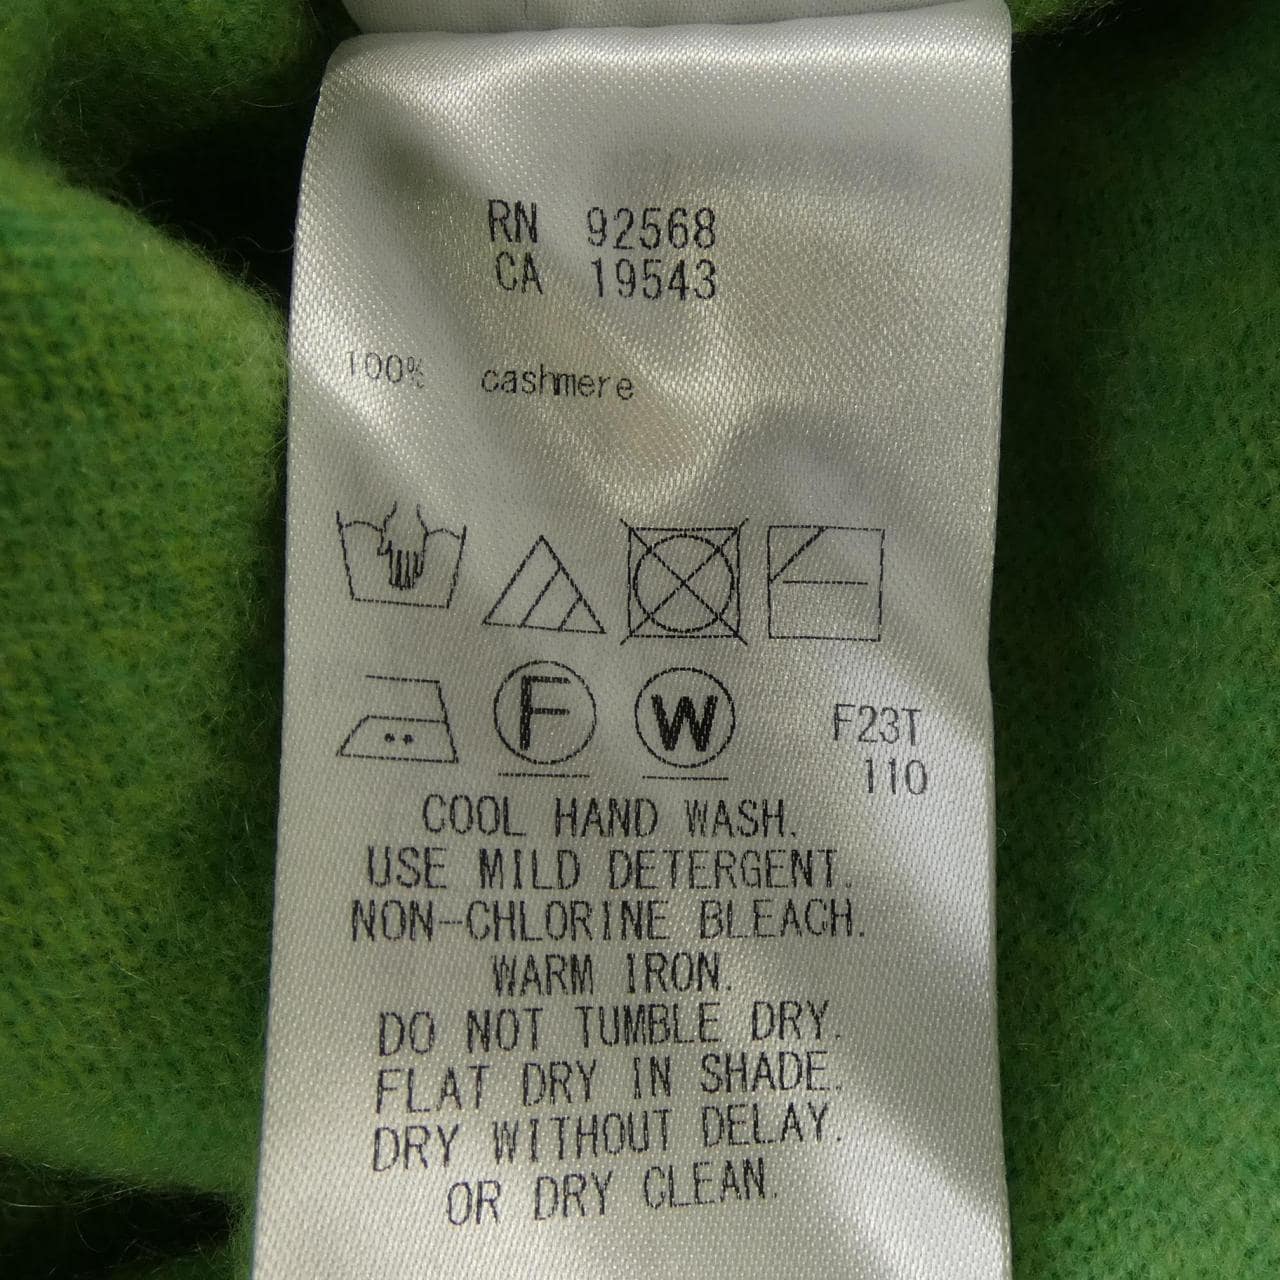 RN 92568
CA 19543
100% cashmere
F
W
F23T
110
COOL HAND WASH.
USE MILD DETERGENT.
NON-CHLORINE BLEACH.
WARM IRON.
DO NOT TUMBLE DRY.
FLAT DRY IN SHADE.
DRY WITHOUT DELAY.
OR DRY CLEAN.